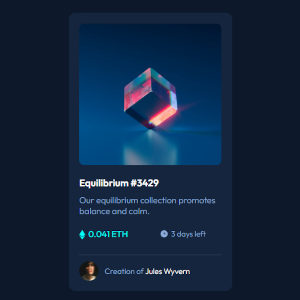 Equilibrium #3429
Our equilibrium collection promotes
balance and calm.
0.041 ETH
3 days left
Creation of Jules Wyvern